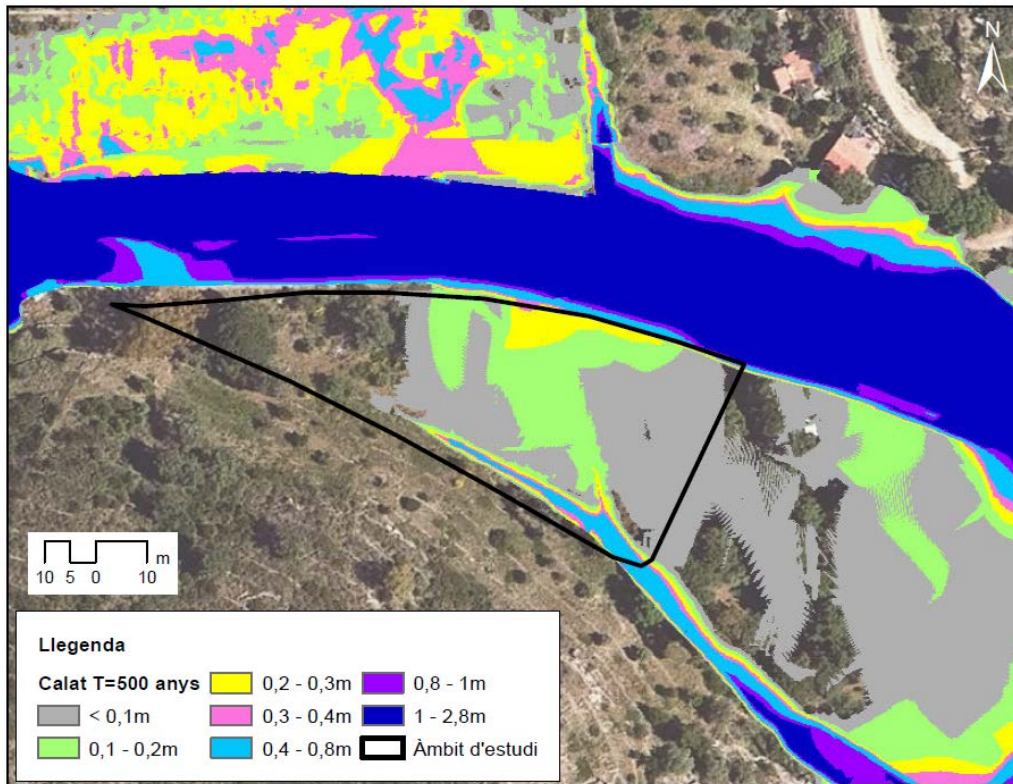 N
m
10 5 0 10
Llegenda
Calat T=500 anys
< 0,1m
0,1 - 0,2m
0,2 - 0,3m
0,3 - 0,4m
0,4 - 0,8m
0,8 - 1m
1 - 2,8m
Àmbit d'estudi